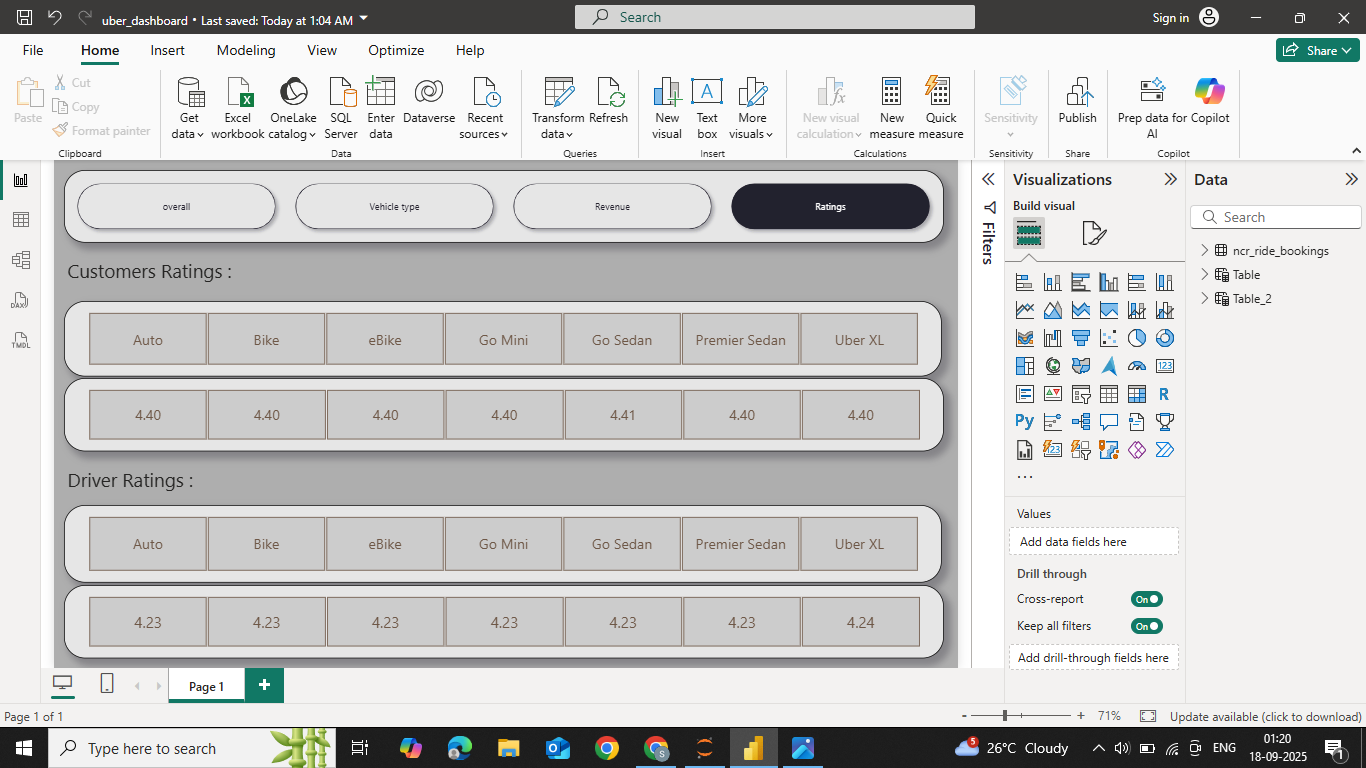 uber_dashboard • Last saved: Today at 1:04 AM
Search
Sign in
File Home Insert Modeling View Optimize Help
Share
Paste
Cut
Copy
Format painter
Clipboard
Get data
Excel workbook
OneLake catalog
SQL Server
Enter data
Dataverse
Recent sources
Data
Transform data
Refresh
Queries
New visual
Text box
More visuals
Insert
New visual calculation
New measure
Quick measure
Calculations
Sensitivity
Sensitivity
Publish
Share
Prep data for AI
Copilot
Copilot
DAX
TMDL
overall Vehicle type Revenue Ratings
Customers Ratings :
Auto Bike eBike Go Mini Go Sedan Premier Sedan Uber XL
4.40 4.40 4.40 4.40 4.41 4.40 4.40
Driver Ratings :
Auto Bike eBike Go Mini Go Sedan Premier Sedan Uber XL
4.23 4.23 4.23 4.23 4.23 4.23 4.24
Filters
Visualizations
Build visual
123
R
Py
123
...
Values
Add data fields here
Drill through
Cross-report
On
Keep all filters
On
Add drill-through fields here
Data
Search
ncr_ride_bookings
Table
Table_2
Page 1
+
Page 1 of 1
- + 71%
Update available (click to download)
Type here to search
S
5
26°C Cloudy
ENG
01:20
18-09-2025
1